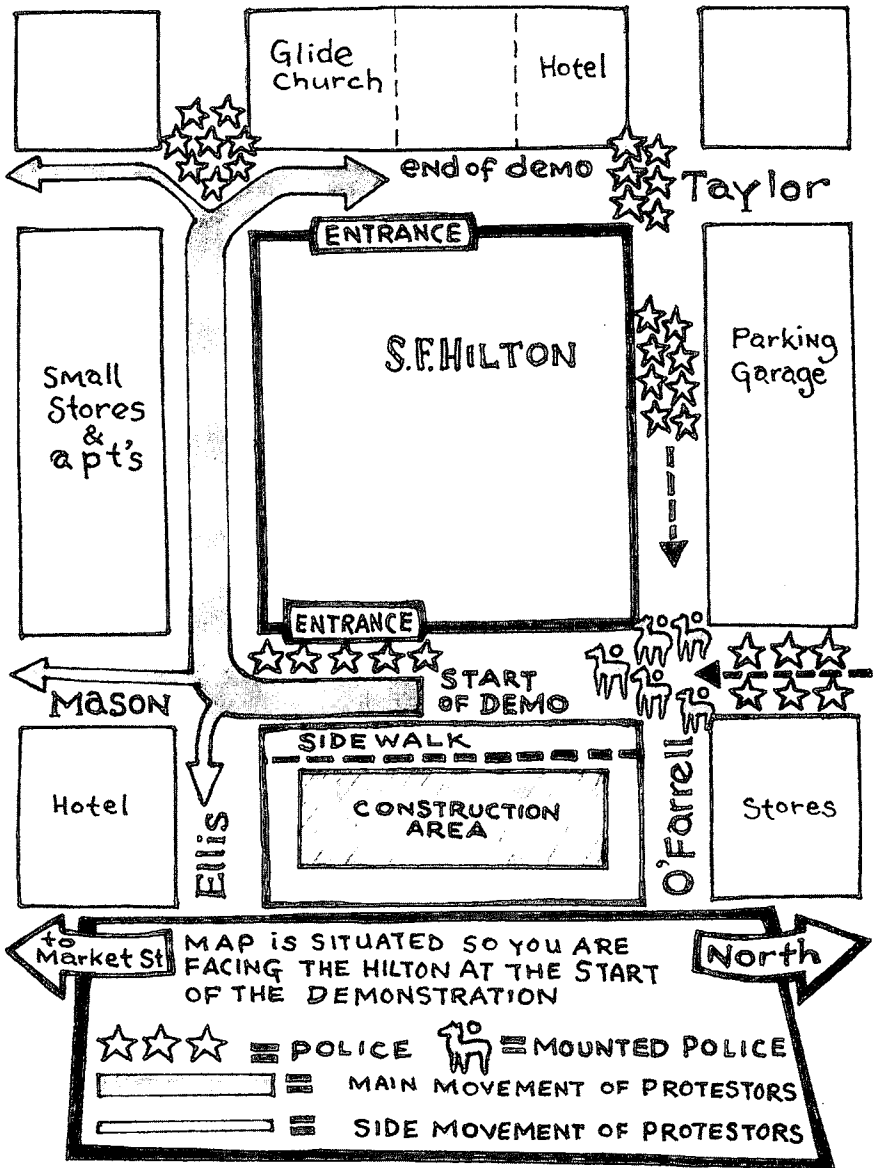 Glide
Church
Hotel
end of demo
Taylor
ENTRANCE
S.F. HILTON
Parking
Garage
Small
Stores
&
apt's
ENTRANCE
START
OF DEMO
Mason
SIDEWALK
Hotel
CONSTRUCTION
AREA
Stores
Ellis
O'Farrell
to
Market St
MAP IS SITUATED SO YOU ARE
FACING THE HILTON AT THE START
OF THE DEMONSTRATION
North
= POLICE
= MOUNTED POLICE
= MAIN MOVEMENT OF PROTESTORS
= SIDE MOVEMENT OF PROTESTORS